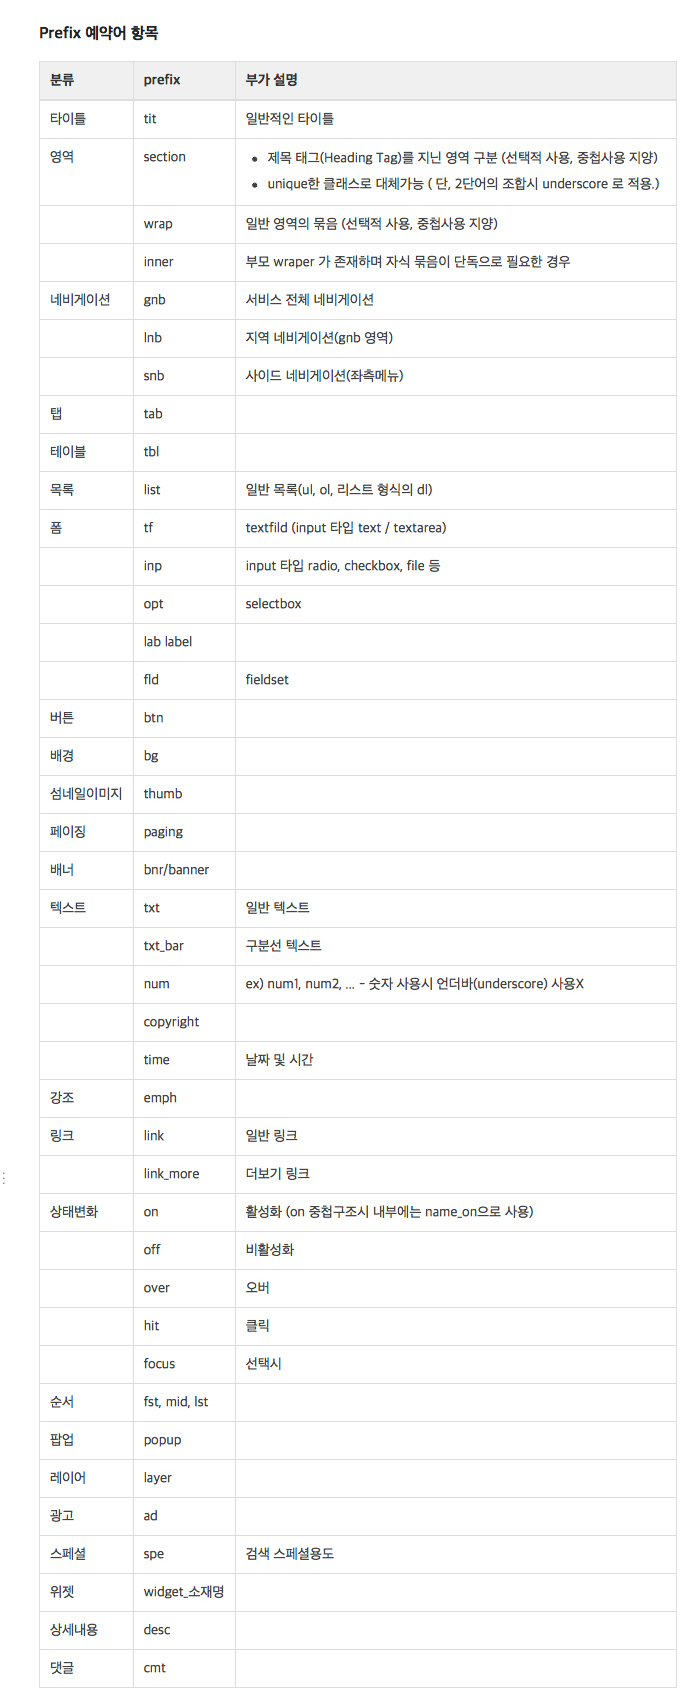 Prefix 예약어 항목
분류 prefix 부가 설명
타이틀 tit 일반적인 타이틀
영역 section • 제목 태그(Heading Tag)를 지닌 영역 구분 (선택적 사용, 중첩사용 지양)
• unique한 클래스로 대체가능 ( 단, 2단어의 조합시 underscore 로 적용.)
wrap 일반 영역의 묶음 (선택적 사용, 중첩사용 지양)
inner 부모 wraper 가 존재하며 자식 묶음이 단독으로 필요한 경우
네비게이션 gnb 서비스 전체 네비게이션
lnb 지역 네비게이션(gnb 영역)
snb 사이드 네비게이션(좌측메뉴)
탭 tab
테이블 tbl
목록 list 일반 목록(ul, ol, 리스트 형식의 dl)
폼 tf textfild (input 타입 text / textarea)
inp input 타입 radio, checkbox, file 등
opt selectbox
lab label
fld fieldset
버튼 btn
배경 bg
섬네일이미지 thumb
페이징 paging
배너 bnr/banner
텍스트 txt 일반 텍스트
txt_bar 구분선 텍스트
num ex) num1, num2, ... - 숫자 사용시 언더바(underscore) 사용X
copyright
time 날짜 및 시간
강조 emph
링크 link 일반 링크
link_more 더보기 링크
상태변화 on 활성화 (on 중첩구조시 내부에는 name_on으로 사용)
off 비활성화
over 오버
hit 클릭
focus 선택시
순서 fst, mid, lst
팝업 popup
레이어 layer
광고 ad
스페셜 spe 검색 스페셜용도
위젯 widget_소재명
상세내용 desc
댓글 cmt